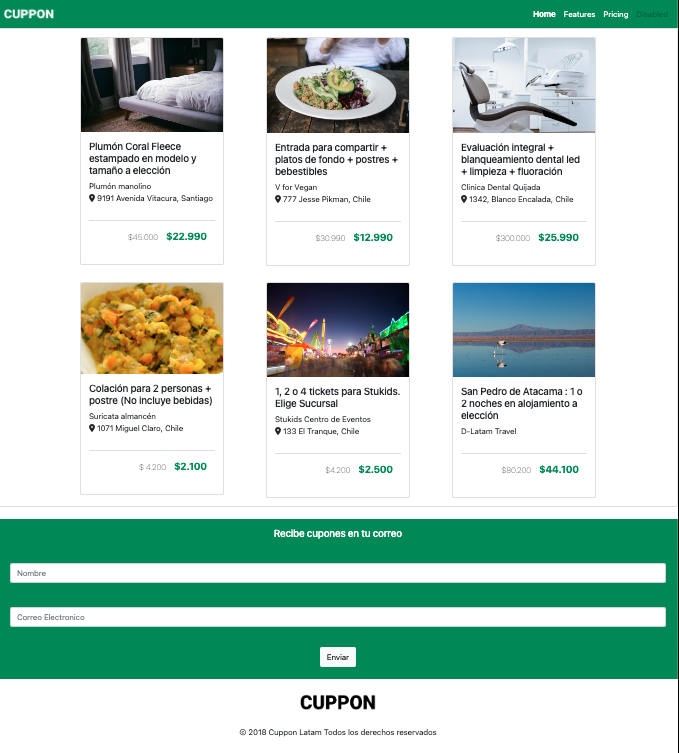 CUPPON
Home Features Pricing Disabled
Plumón Coral Fleece
estampado en modelo y
tamaño a elección
Plumón manolino
9191 Avenida Vitacura, Santiago
$45.000 $22.990
Entrada para compartir +
platos de fondo + postres +
bebestibles
V for Vegan
777 Jesse Pikman, Chile
$30.990 $12.990
Evaluación integral +
blanqueamiento dental led
+ limpieza + fluoración
Clinica Dental Quijada
1342, Blanco Encalada, Chile
$300.000 $25.990
Colación para 2 personas +
postre (No incluye bebidas)
Suricata almancén
1071 Miguel Claro, Chile
$ 4.200 $2.100
1, 2 o 4 tickets para Stukids.
Elige Sucursal
Stukids Centro de Eventos
133 El Tranque, Chile
$4.200 $2.500
San Pedro de Atacama : 1 o
2 noches en alojamiento a
elección
D-Latam Travel
$80.200 $44.100
Recibe cupones en tu correo
Nombre
Correo Electronico
Enviar
CUPPON
© 2018 Cuppon Latam Todos los derechos reservados